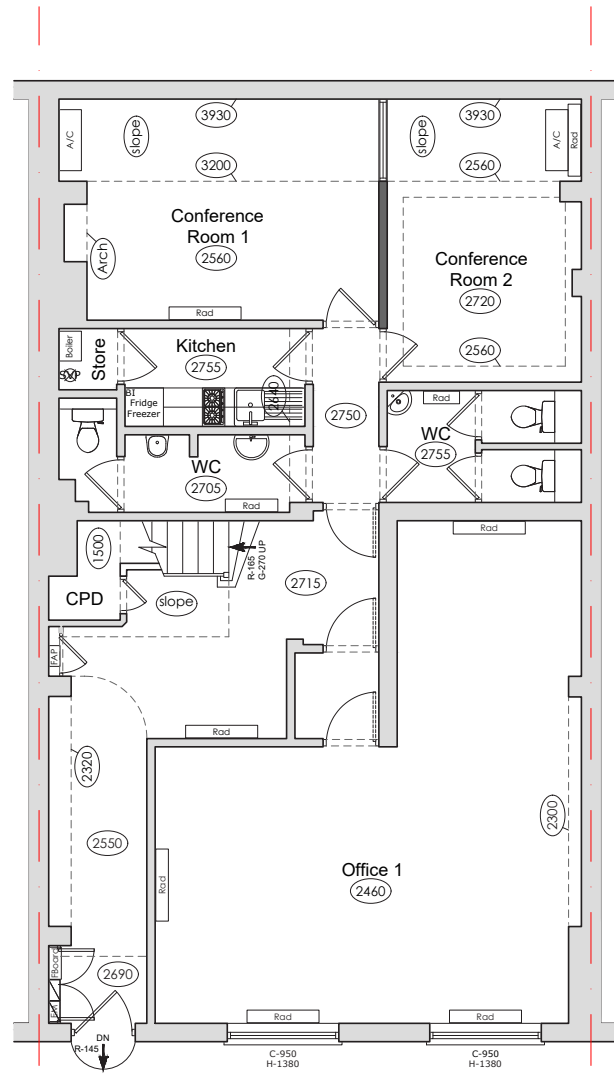 3930
3930
A/C
slope
slope
A/C
Rad
3200
2560
Conference
Room 1
2560
Arch
Conference
Room 2
2720
Rad
2560
Boiler
SVP
Store
Kitchen
2755
BI
Fridge
Freezer
2640
2750
Rad
WC
2755
WC
2705
Rad
Rad
1500
R-165
G-270 UP
2715
CPD
slope
FAP
Rad
2320
2550
2300
Office 1
2460
Rad
FBoard
2690
EM
Rad
Rad
DN
R-145
C-950
H-1380
C-950
H-1380